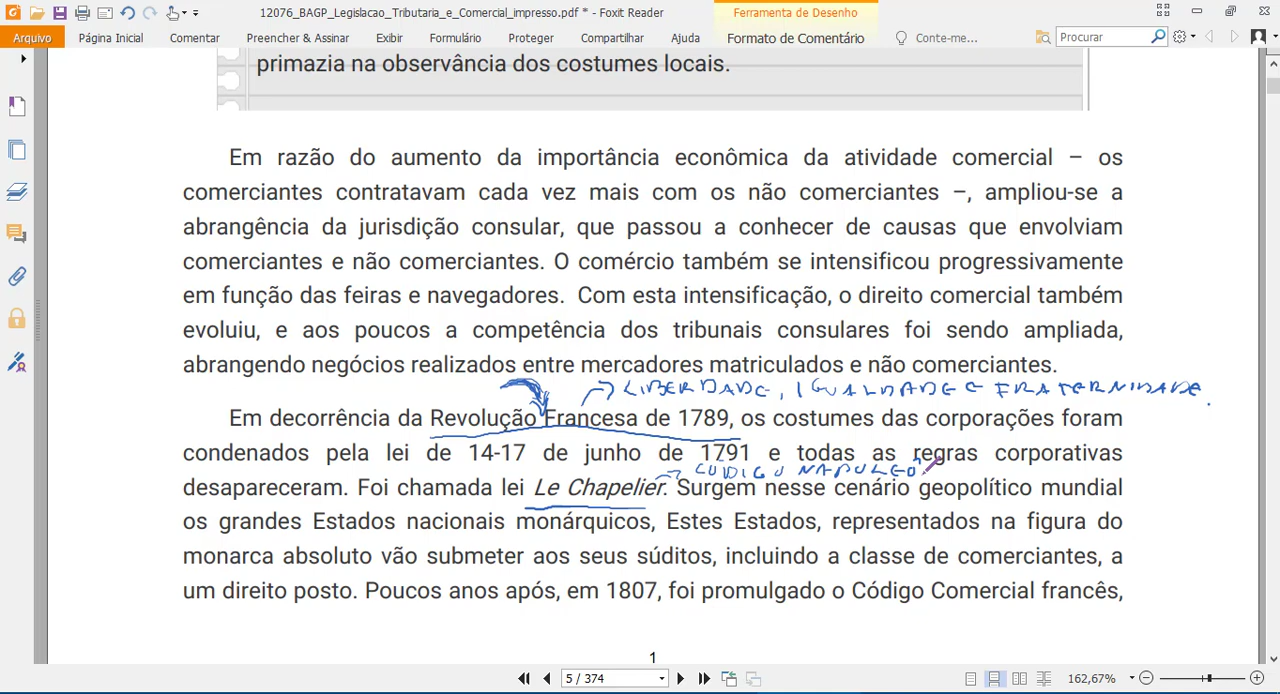 12076_BAGP_Legislacao_Tributaria_e_Comercial_impresso.pdf * - Foxit Reader
Ferramenta de Desenho
Arquivo Página Inicial Comentar Preencher & Assinar Exibir Formulário Proteger Compartilhar Ajuda Formato de Comentário Conte-me... Procurar
primazia na observância dos costumes locais.
Em razão do aumento da importância econômica da atividade comercial – os
comerciantes contratavam cada vez mais com os não comerciantes –, ampliou-se a
abrangência da jurisdição consular, que passou a conhecer de causas que envolviam
comerciantes e não comerciantes. O comércio também se intensificou progressivamente
em função das feiras e navegadores. Com esta intensificação, o direito comercial também
evoluiu, e aos poucos a competência dos tribunais consulares foi sendo ampliada,
abrangendo negócios realizados entre mercadores matriculados e não comerciantes.
LIBERDADE, IGUALDADE E FRATERNIDADE.
Em decorrência da Revolução Francesa de 1789, os costumes das corporações foram
condenados pela lei de 14-17 de junho de 1791 e todas as regras corporativas
CODIGO NAPOLEO
desapareceram. Foi chamada lei Le Chapelier. Surgem nesse cenário geopolítico mundial
os grandes Estados nacionais monárquicos, Estes Estados, representados na figura do
monarca absoluto vão submeter aos seus súditos, incluindo a classe de comerciantes, a
um direito posto. Poucos anos após, em 1807, foi promulgado o Código Comercial francês,
1
5 / 374
162,67%